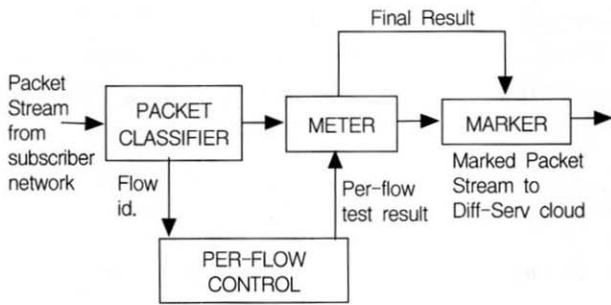 Final Result
Packet
Stream
from
subscriber
network
PACKET
CLASSIFIER
METER
MARKER
Flow
id.
Per-flow
test result
Marked Packet
Stream to
Diff-Serv cloud
PER-FLOW
CONTROL